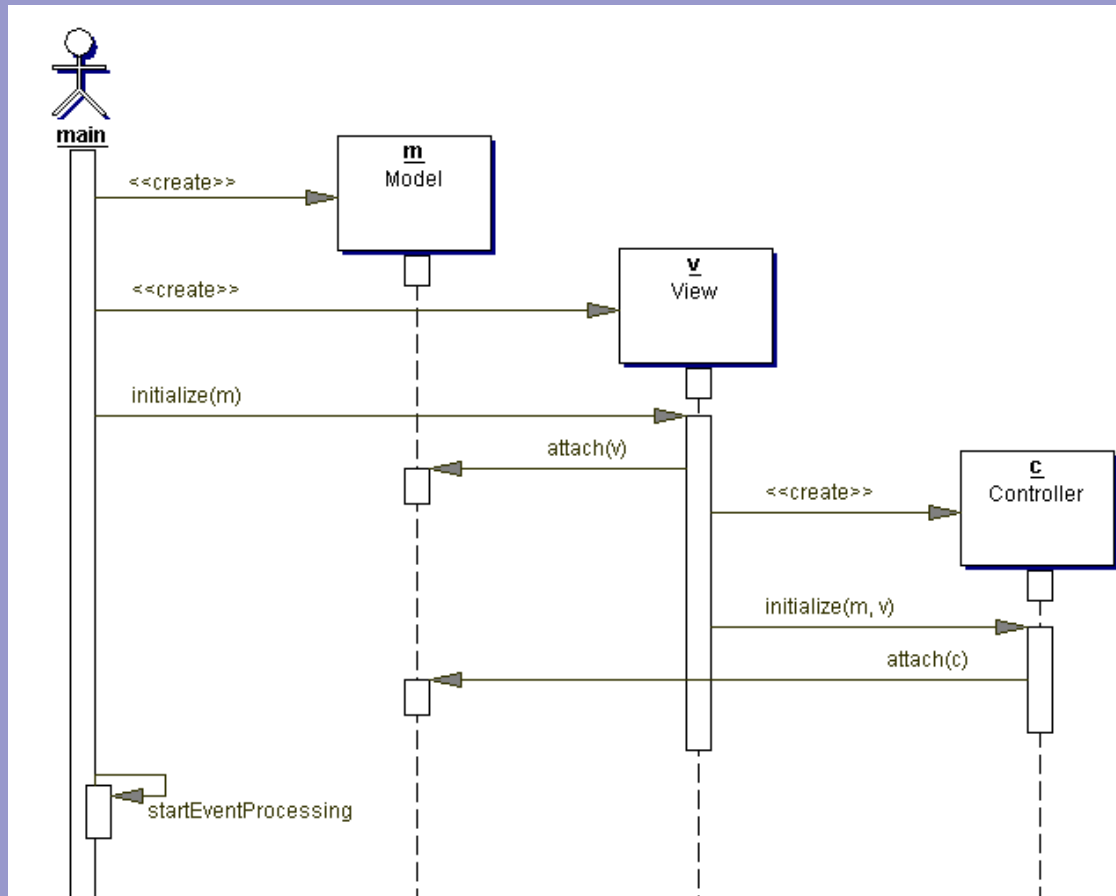 main
m
Model
<<create>>
v
View
<<create>>
initialize(m)
attach(v)
c
Controller
<<create>>
initialize(m, v)
attach(c)
startEventProcessing